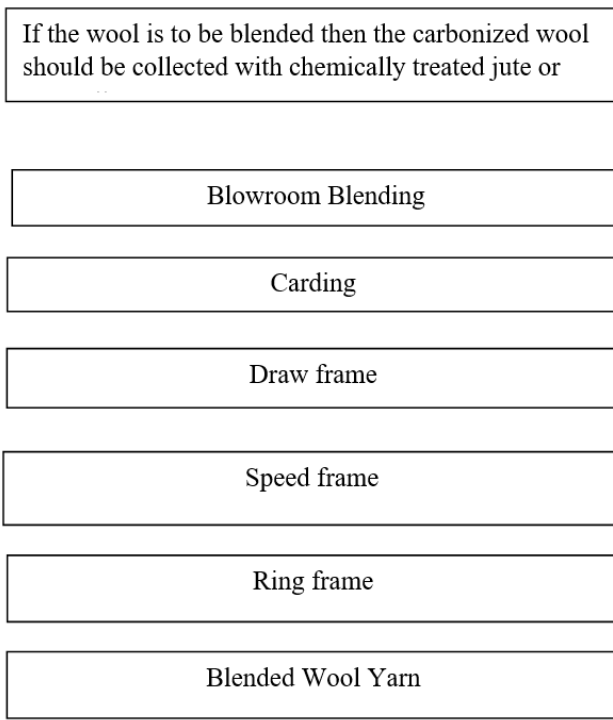 If the wool is to be blended then the carbonized wool
should be collected with chemically treated jute or
Blowroom Blending
Carding
Draw frame
Speed frame
Ring frame
Blended Wool Yarn